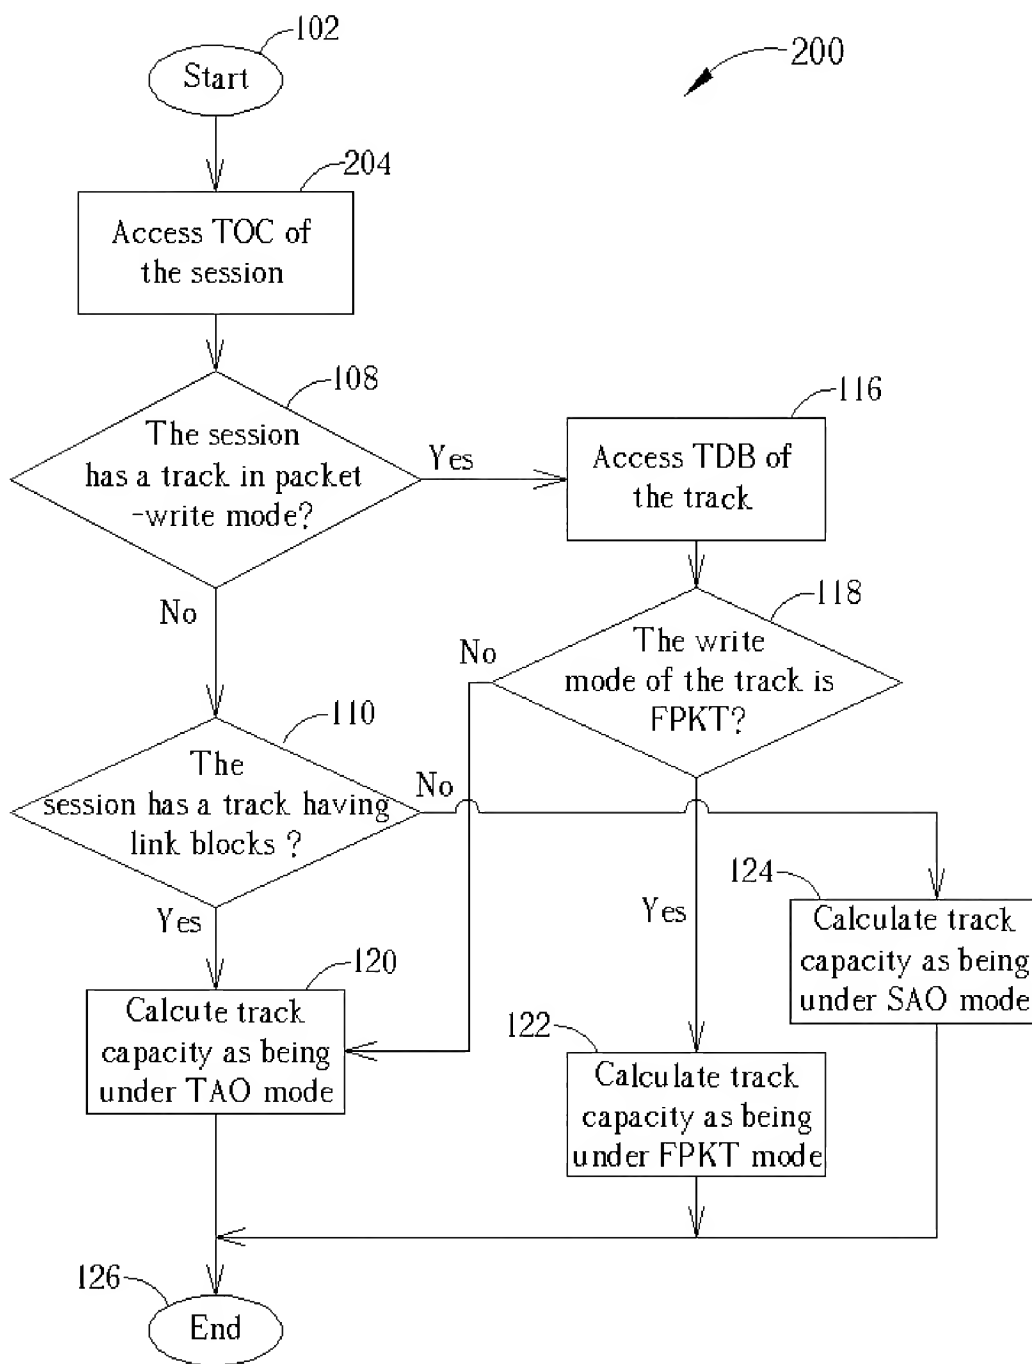 102
Start
200
204
Access TOC of
the session
108
The session
has a track in packet
-write mode?
Yes
116
Access TDB of
the track
No
118
The write
mode of the track is
FPKT?
No
110
The
session has a track having
link blocks ?
No
Yes
Yes
124
Calculate track
capacity as being
under SAO mode
120
Calcute track
capacity as being
under TAO mode
122
Calculate track
capacity as being
under FPKT mode
126
End